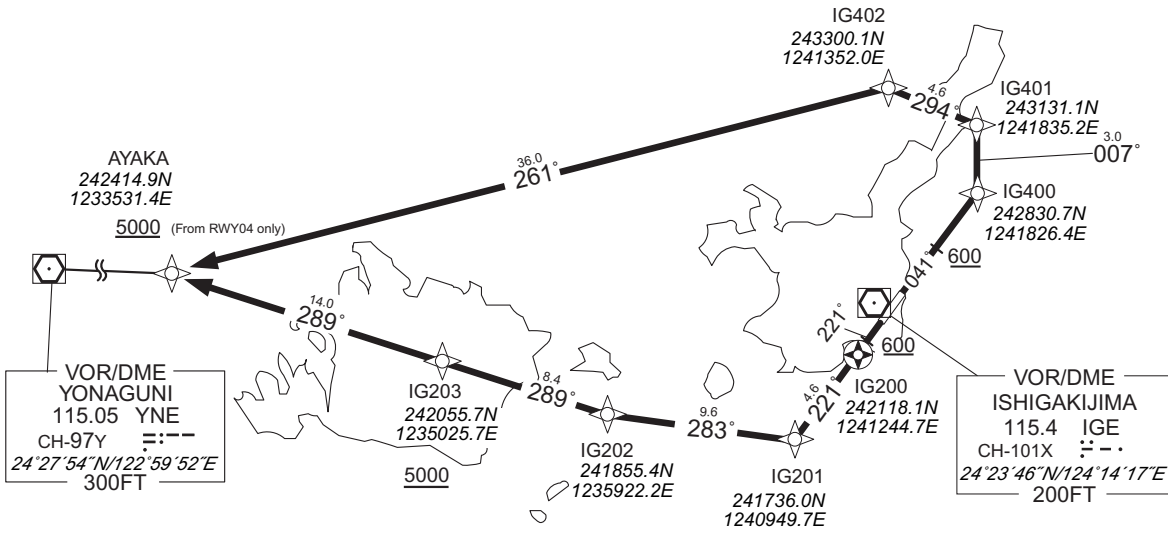 IG402
243300.1N
1241352.0E
4.6
294°
IG401
243131.1N
1241835.2E
3.0
007°
IG400
242830.7N
1241826.4E
36.0
261°
AYAKA
242414.9N
1233531.4E
5000 (From RWY04 only)
041°
600
221°
600
14.0
289°
IG203
242055.7N
1235025.7E
5000
8.4
289°
IG202
241855.4N
1235922.2E
9.6
283°
IG201
241736.0N
1240949.7E
4.6
221°
IG200
242118.1N
1241244.7E
VOR/DME
YONAGUNI
115.05 YNE
CH-97Y
24°27´54˝N/122°59´52˝E
300FT
VOR/DME
ISHIGAKIJIMA
115.4 IGE
CH-101X
24°23´46˝N/124°14´17˝E
200FT